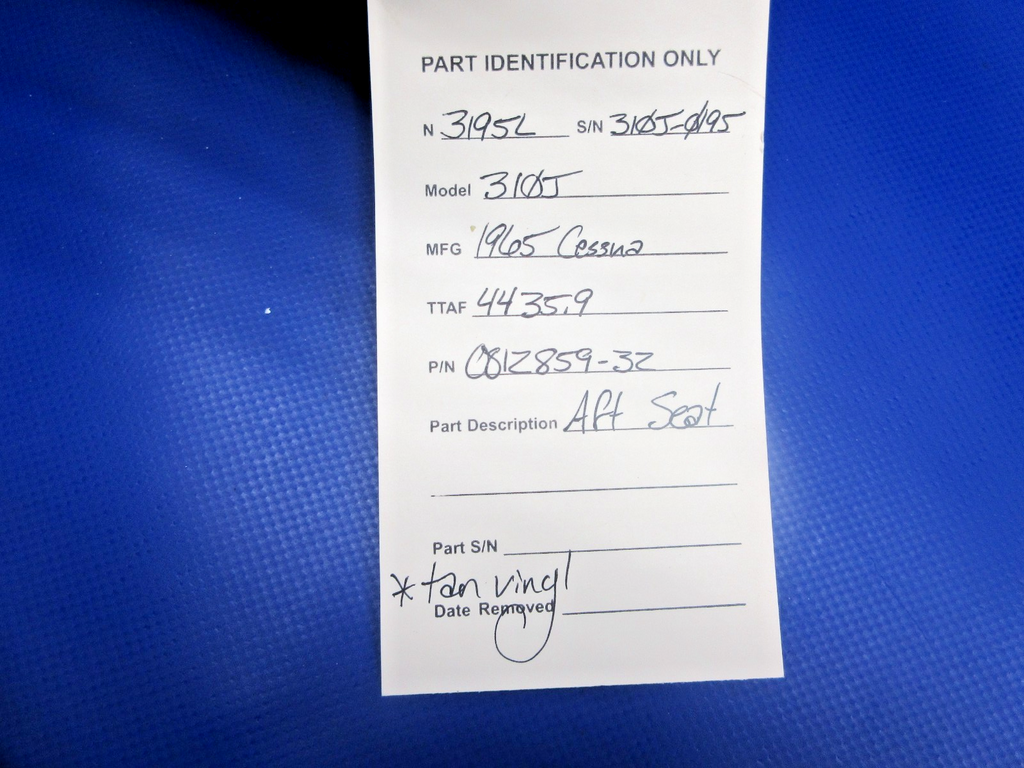 PART IDENTIFICATION ONLY
N 3195L S/N 310J-0195
Model 310J
MFG 1965 Cessna
TTAF 4435.9
P/N 0812859-32
Part Description Aft Seat
Part S/N
* tan vinyl
Date Removed